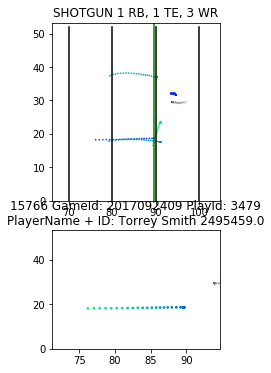 SHOTGUN 1 RB, 1 TE, 3 WR
50
40
30
20
10
0
70 80 90 100
15766 GameId: 2017092409 PlayId: 3479
PlayerName + ID: Torrey Smith 2495459.0
40
20
0
75 80 85 90